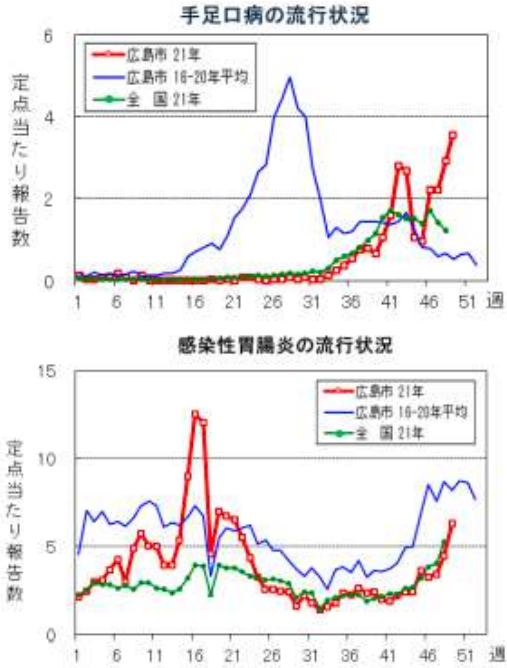 手足口病の流行状況
6
4
2
0
定点当たり報告数
広島市 21年
広島市 16-20年平均
全 国 21年
1 6 11 16 21 26 31 36 41 46 51 週
感染性胃腸炎の流行状況
15
10
5
0
定点当たり報告数
広島市 21年
広島市 16-20年平均
全 国 21年
1 6 11 16 21 26 31 36 41 46 51 週